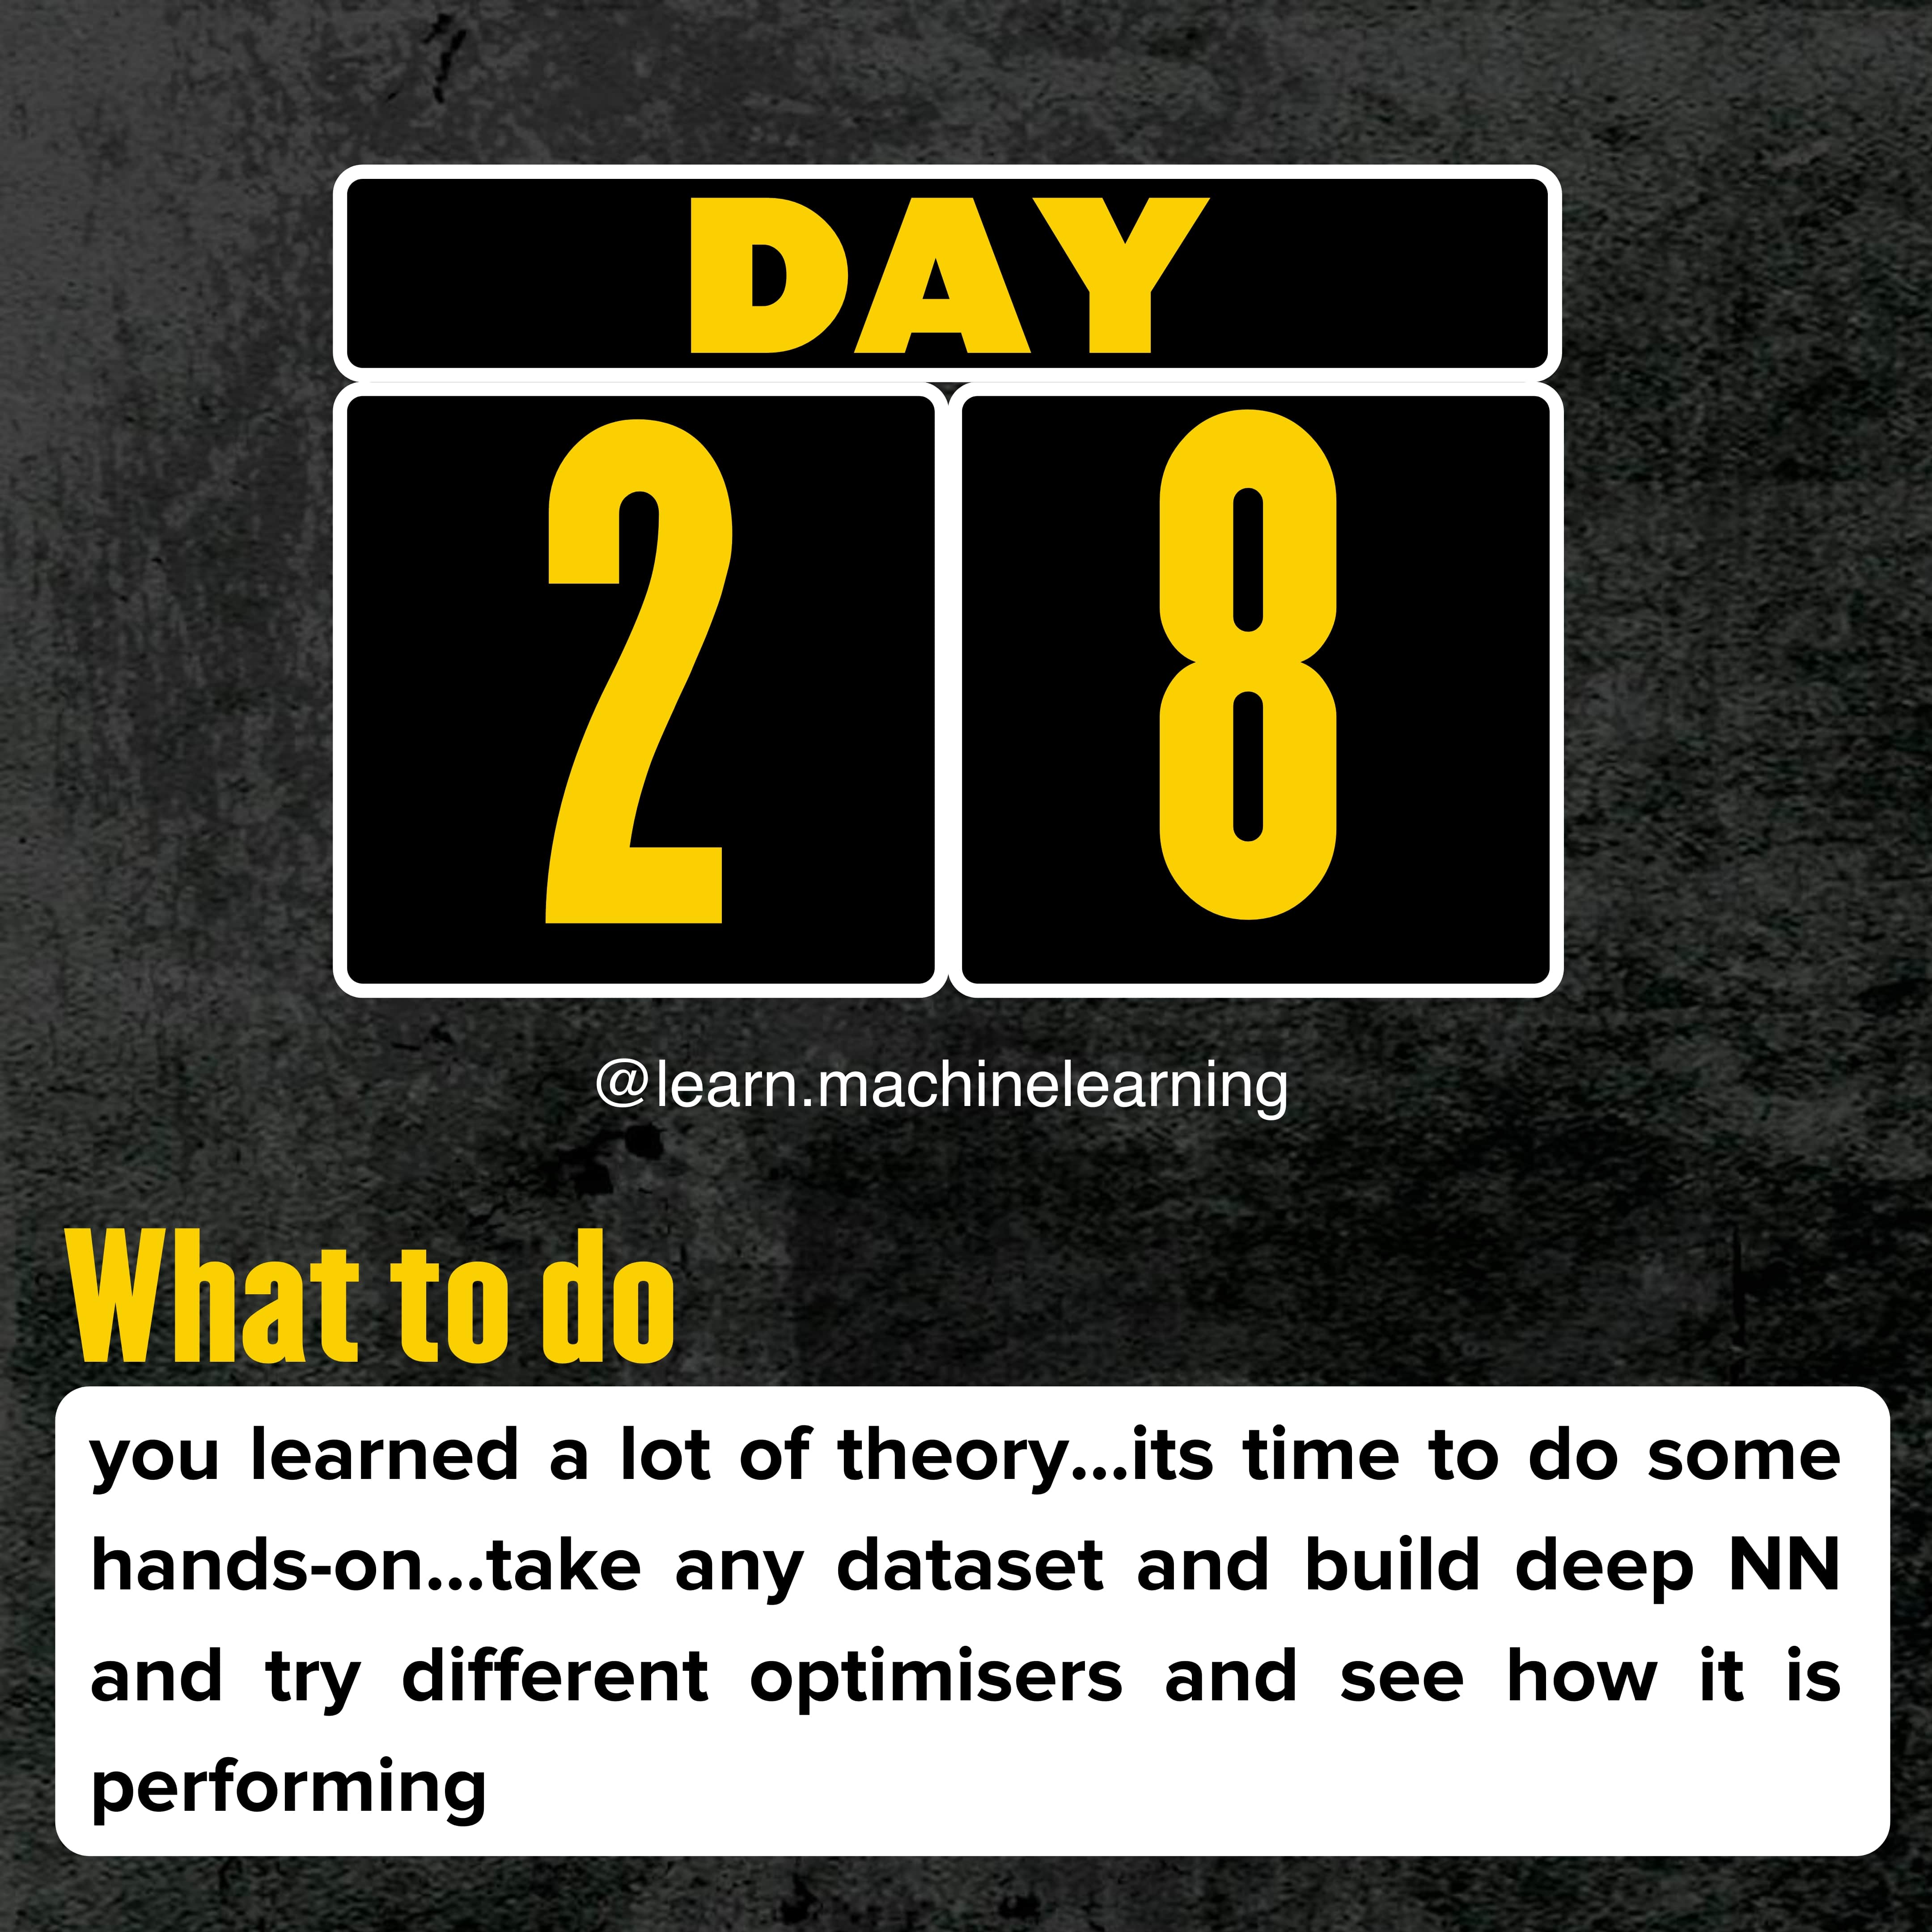 DAY
2 8
@learn.machinelearning
What to do
you learned a lot of theory...its time to do some
hands-on...take any dataset and build deep NN
and try different optimisers and see how it is
performing